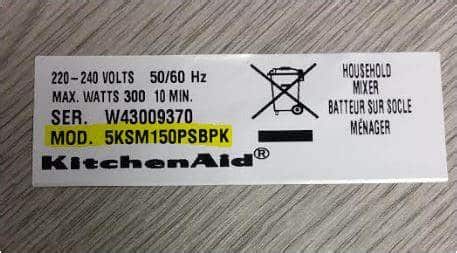 220-240 VOLTS 50/60 Hz
MAX. WATTS 300 10 MIN.
SER. W43009370
MOD. 5KSM150PSBPK
KitchenAid®
HOUSEHOLD
MIXER
BATTEUR SUR SOCLE
MÉNAGER